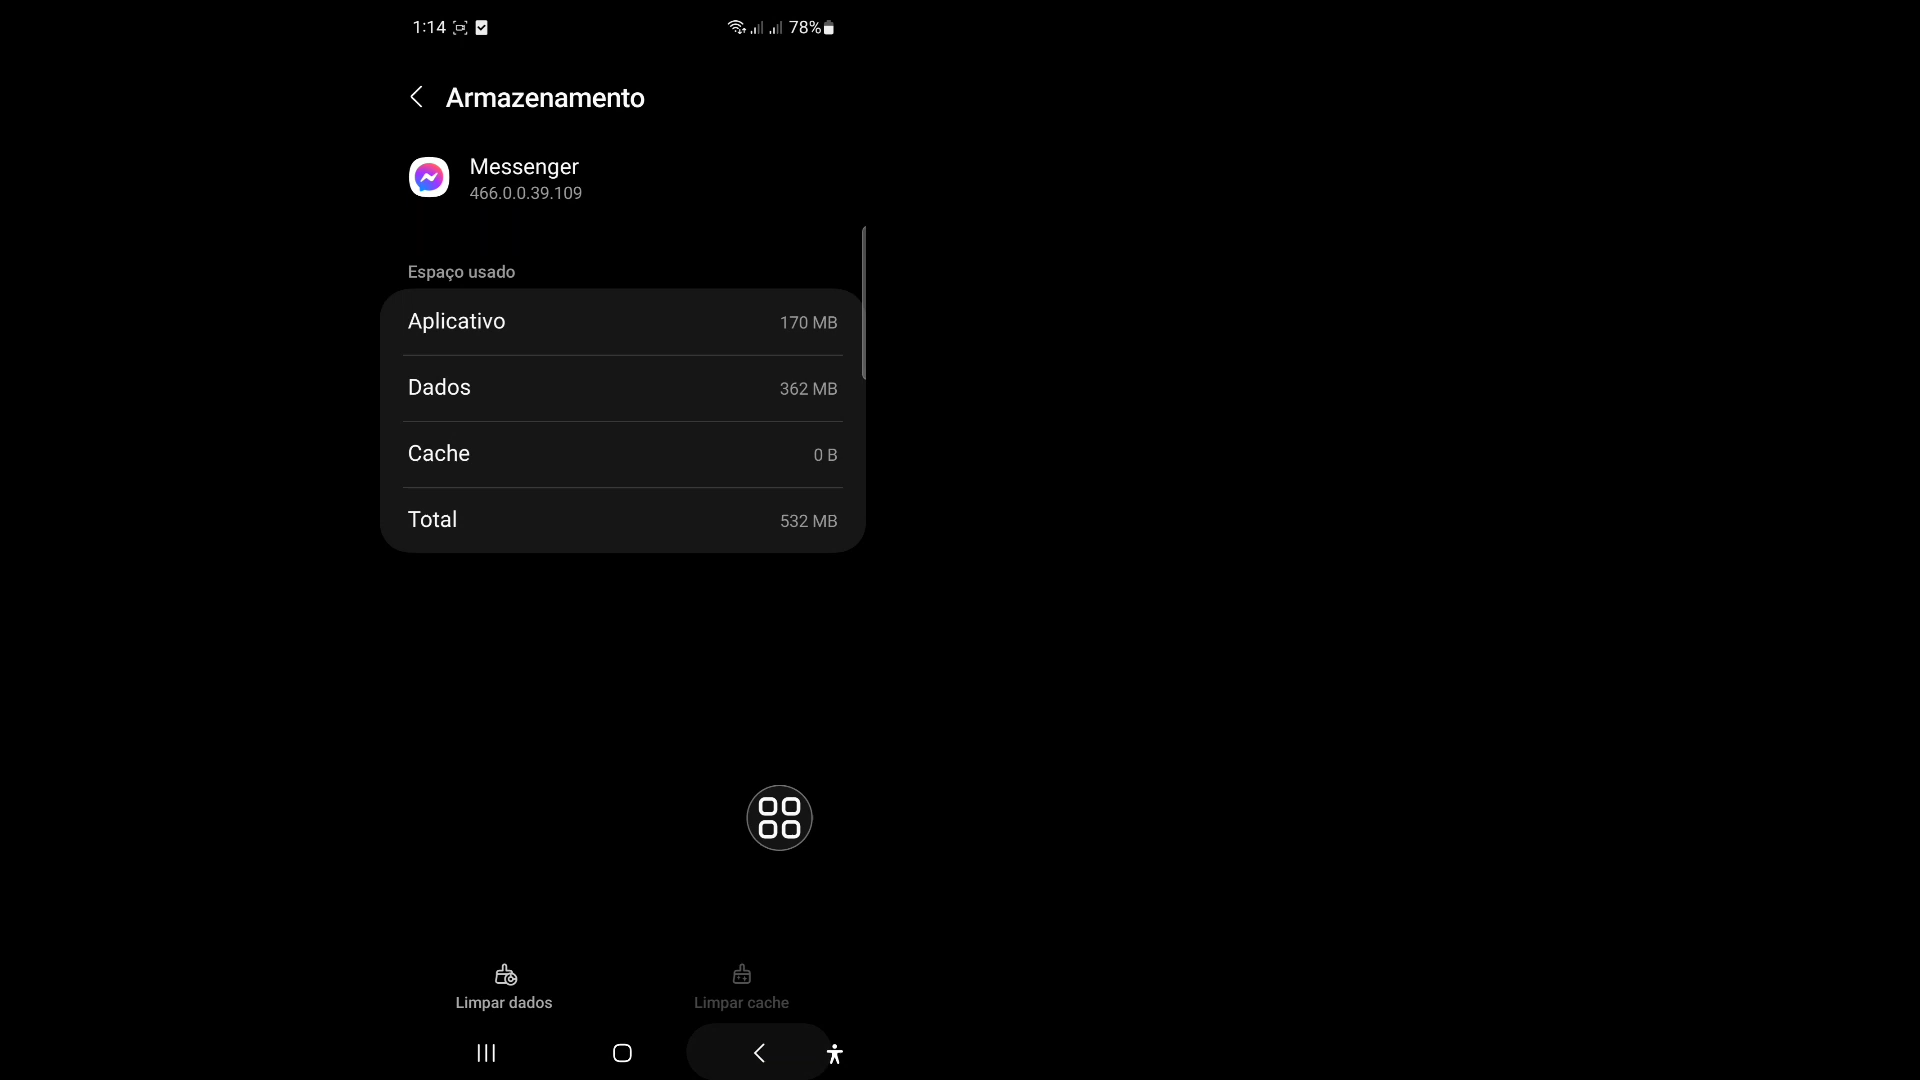 1:14 78%
Armazenamento
Messenger
466.0.0.39.109
Espaço usado
Aplicativo 170 MB
Dados 362 MB
Cache 0 B
Total 532 MB
Limpar dados Limpar cache